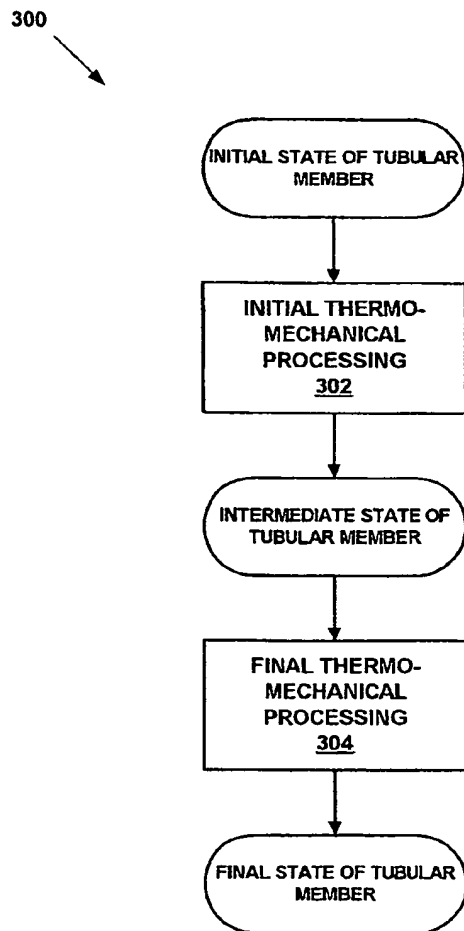 300
INITIAL STATE OF TUBULAR
MEMBER
INITIAL THERMO-
MECHANICAL
PROCESSING
302
INTERMEDIATE STATE OF
TUBULAR MEMBER
FINAL THERMO-
MECHANICAL
PROCESSING
304
FINAL STATE OF TUBULAR
MEMBER